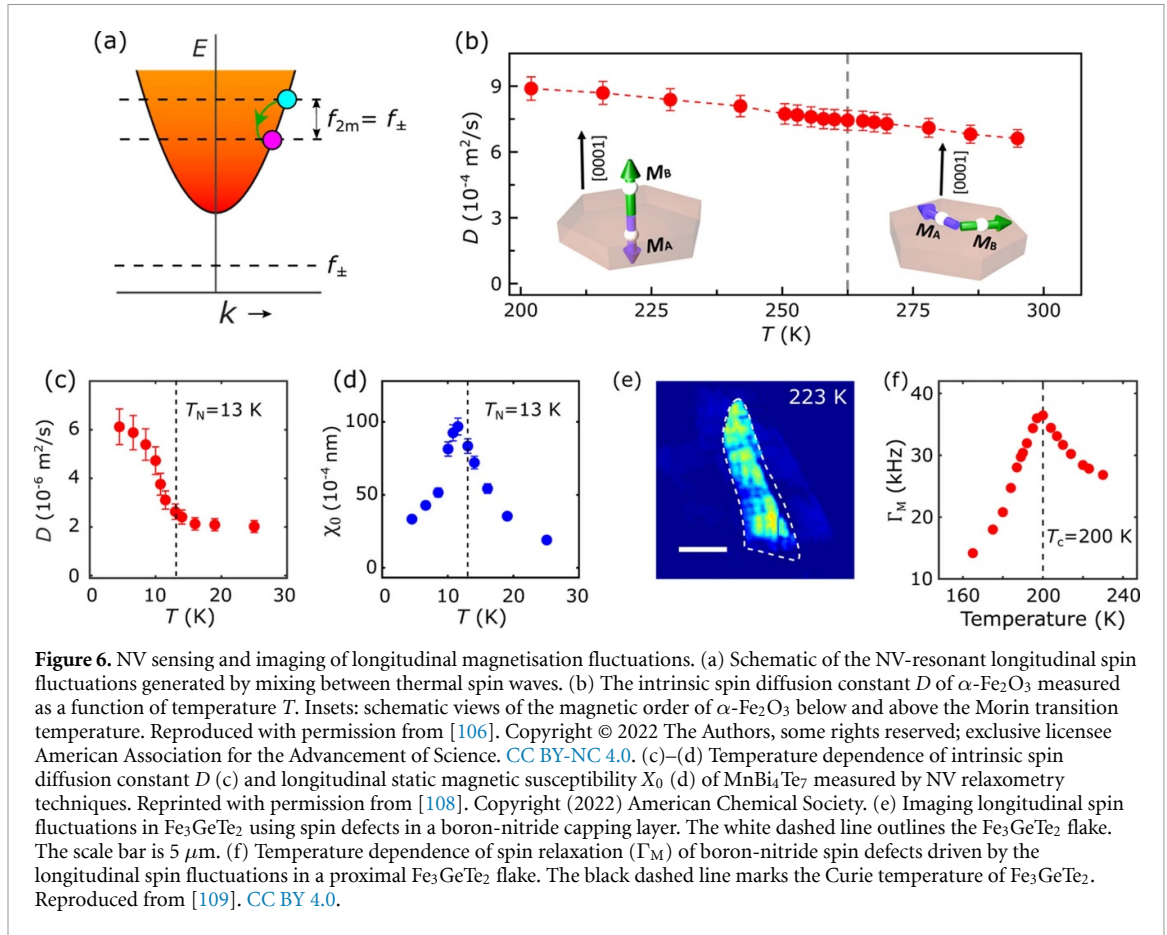 (a)
E
f2m = f±
f±
k →
(b)
D (10⁻⁴ m²/s)
9
6
3
0
[0001]
MB
MA
[0001]
MA
MB
200
225
250
275
300
T (K)
(c)
D (10⁻⁶ m²/s)
6
4
2
0
TN=13 K
0
10
20
30
T (K)
(d)
χ0 (10⁻⁴ nm)
100
50
0
TN=13 K
0
10
20
30
T (K)
(e)
223 K
(f)
ΓM (kHz)
40
30
20
10
Tc=200 K
160
200
240
Temperature (K)
Figure 6. NV sensing and imaging of longitudinal magnetisation fluctuations. (a) Schematic of the NV-resonant longitudinal spin
fluctuations generated by mixing between thermal spin waves. (b) The intrinsic spin diffusion constant D of α-Fe₂O₃ measured
as a function of temperature T. Insets: schematic views of the magnetic order of α-Fe₂O₃ below and above the Morin transition
temperature. Reproduced with permission from [106]. Copyright © 2022 The Authors, some rights reserved; exclusive licensee
American Association for the Advancement of Science. CC BY-NC 4.0. (c)–(d) Temperature dependence of intrinsic spin
diffusion constant D (c) and longitudinal static magnetic susceptibility X₀ (d) of MnBi₄Te₇ measured by NV relaxometry
techniques. Reprinted with permission from [108]. Copyright (2022) American Chemical Society. (e) Imaging longitudinal spin
fluctuations in Fe₃GeTe₂ using spin defects in a boron-nitride capping layer. The white dashed line outlines the Fe₃GeTe₂ flake.
The scale bar is 5 μm. (f) Temperature dependence of spin relaxation (ΓM) of boron-nitride spin defects driven by the
longitudinal spin fluctuations in a proximal Fe₃GeTe₂ flake. The black dashed line marks the Curie temperature of Fe₃GeTe₂.
Reproduced from [109]. CC BY 4.0.